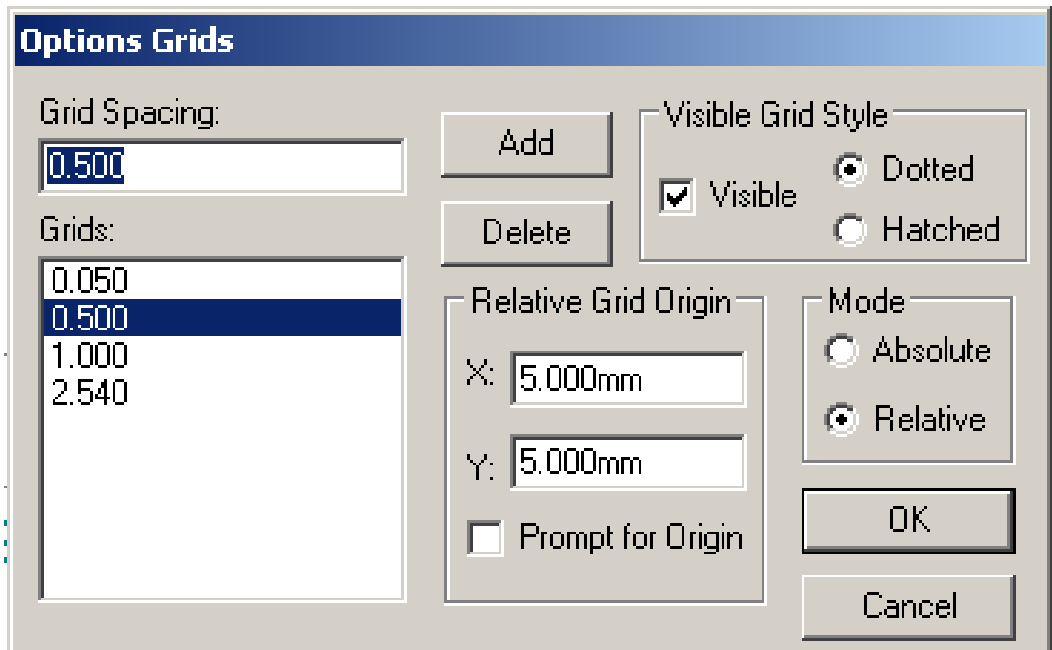 Options Grids
Grid Spacing:
0.500
Grids:
0.050
0.500
1.000
2.540
Add
Delete
Visible Grid Style
Visible
Dotted
Hatched
Relative Grid Origin
X: 5.000mm
Y: 5.000mm
Prompt for Origin
Mode
Absolute
Relative
OK
Cancel